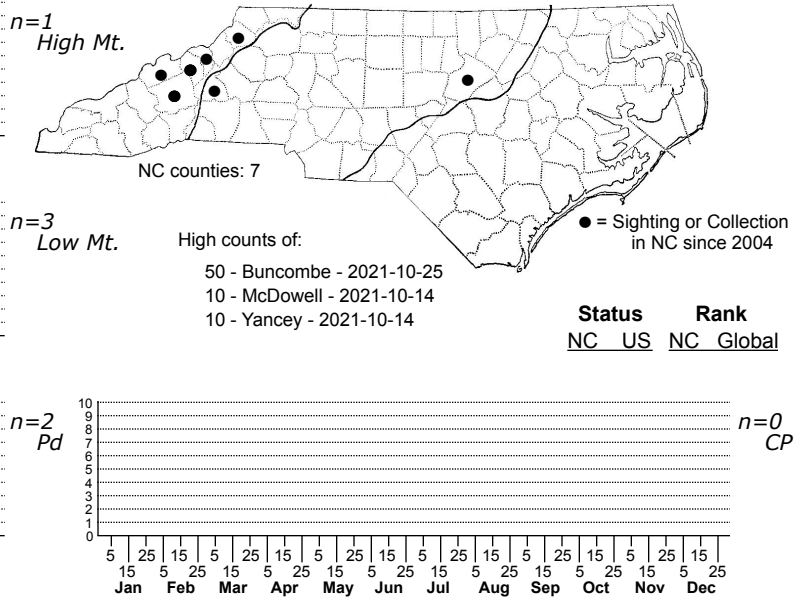 n=1
High Mt.
NC counties: 7
n=3
Low Mt.
● = Sighting or Collection
in NC since 2004
High counts of:
50 - Buncombe - 2021-10-25
10 - McDowell - 2021-10-14
10 - Yancey - 2021-10-14
Status Rank
NC US NC Global
n=2
Pd
n=0
CP
10
9
8
7
6
5
4
3
2
1
0
5 25 15 5 25 15 5 25 15 5 25 15 5 25 15 5 25 15
15 5 25 15 5 25 15 5 25 15 5 25 15 5 25 15 5 25
Jan Feb Mar Apr May Jun Jul Aug Sep Oct Nov Dec